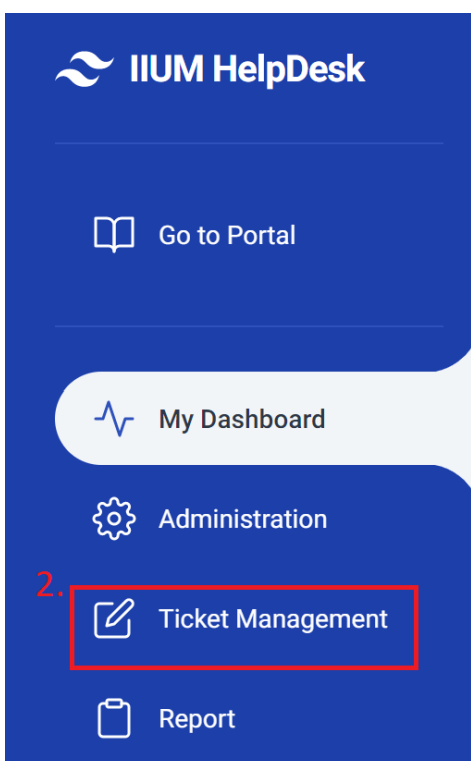 IIUM HelpDesk
Go to Portal
My Dashboard
Administration
2.
Ticket Management
Report